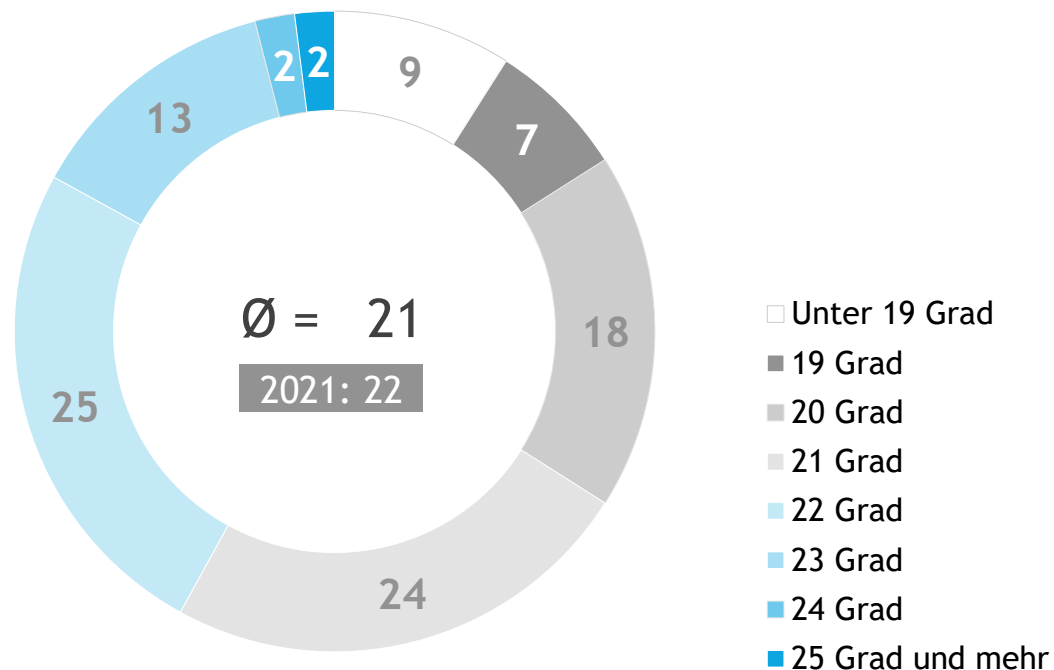 2
2
9
13
7
18
25
24
Ø = 21
2021: 22
Unter 19 Grad
19 Grad
20 Grad
21 Grad
22 Grad
23 Grad
24 Grad
25 Grad und mehr